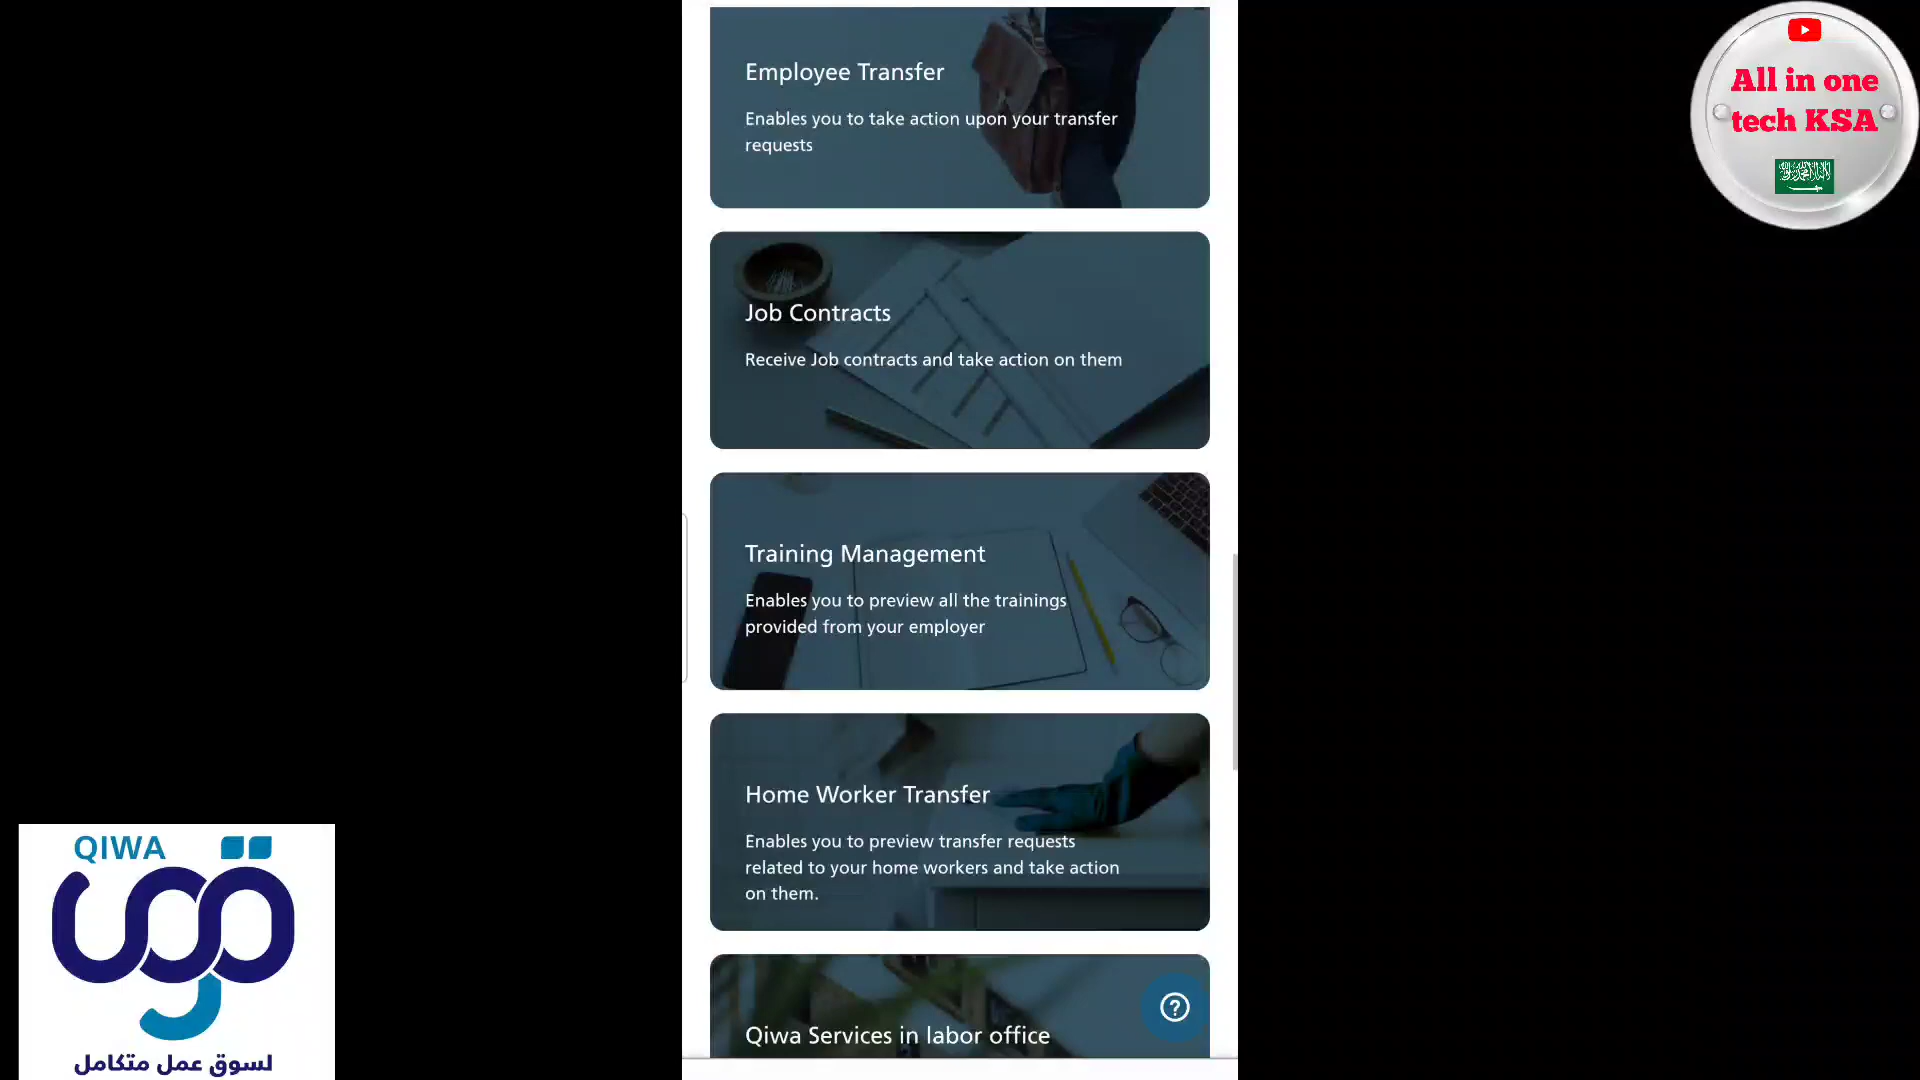 Employee Transfer
Enables you to take action upon your transfer
requests
Job Contracts
Receive Job contracts and take action on them
Training Management
Enables you to preview all the trainings
provided from your employer
Home Worker Transfer
Enables you to preview transfer requests
related to your home workers and take action
on them.
Qiwa Services in labor office
?
All in one
tech KSA
QIWA
قوى
لسوق عمل متكامل